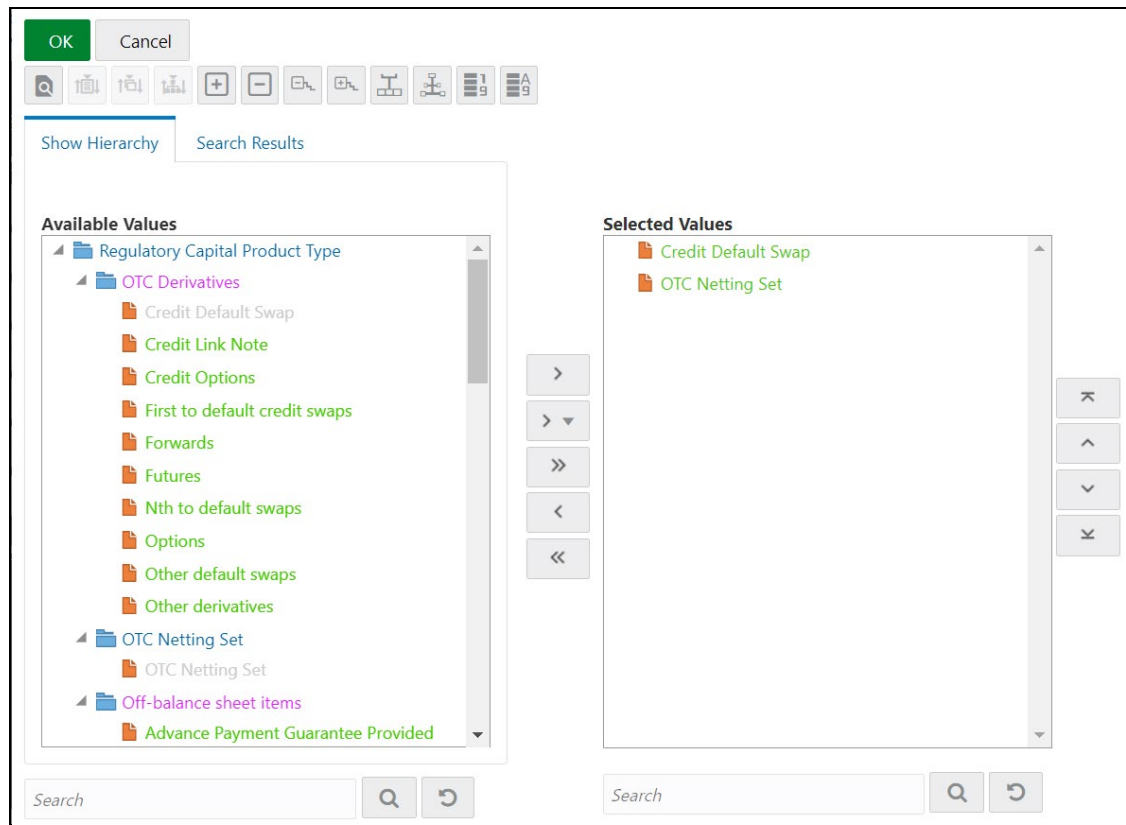 OK Cancel
Show Hierarchy Search Results
Available Values
Regulatory Capital Product Type
OTC Derivatives
Credit Default Swap
Credit Link Note
Credit Options
First to default credit swaps
Forwards
Futures
Nth to default swaps
Options
Other default swaps
Other derivatives
OTC Netting Set
OTC Netting Set
Off-balance sheet items
Advance Payment Guarantee Provided
Search
Selected Values
Credit Default Swap
OTC Netting Set
Search